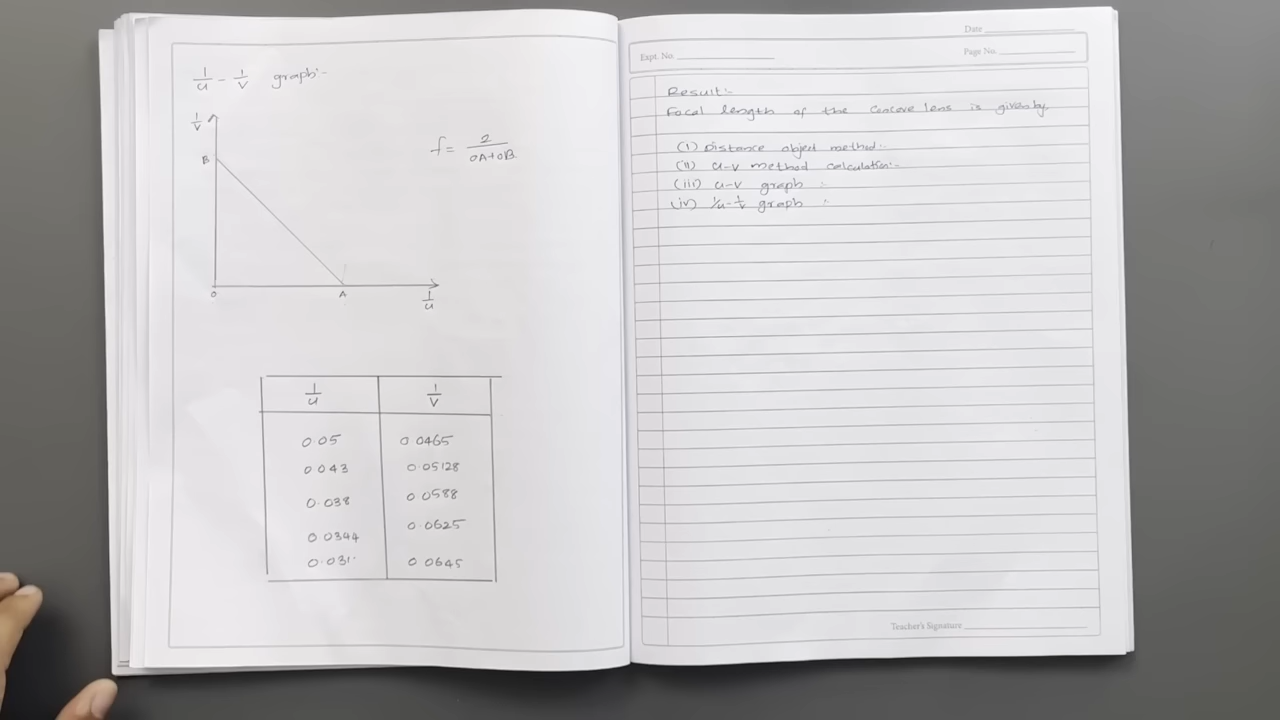 1/u - 1/v graph:-
1/v
B
f = 2/OA+OB
O
A
1/u
1/u 1/v
0.05 0.0465
0.043 0.05128
0.038 0.0588
0.0344 0.0625
0.031 0.0645
Date
Expt. No.
Page No.
Result:-
Focal length of the Concave lens is given by
(i) Distance object method:-
(ii) u-v method calculation:-
(iii) u-v graph :-
(iv) 1/u-1/v graph :-
Teacher's Signature